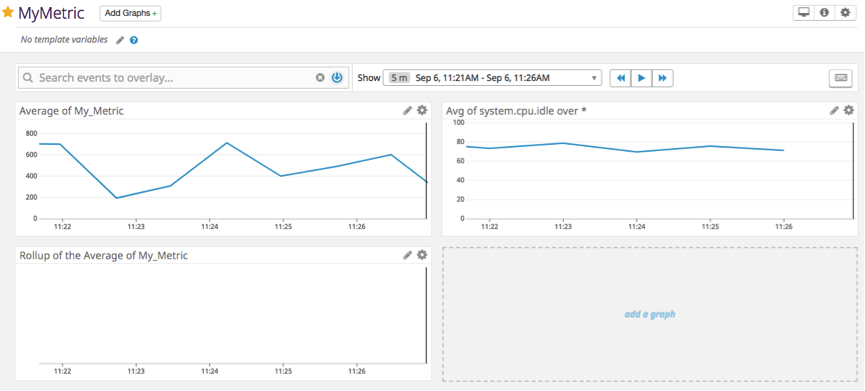 MyMetric
Add Graphs+
No template variables
Search events to overlay...
Show 5 m Sep 6, 11:21AM - Sep 6, 11:26AM
Average of My_Metric
800
600
400
200
0
11:22 11:23 11:24 11:25 11:26
Avg of system.cpu.idle over *
100
80
60
40
20
0
11:22 11:23 11:24 11:25 11:26
Rollup of the Average of My_Metric
11:22 11:23 11:24 11:25 11:26
add a graph